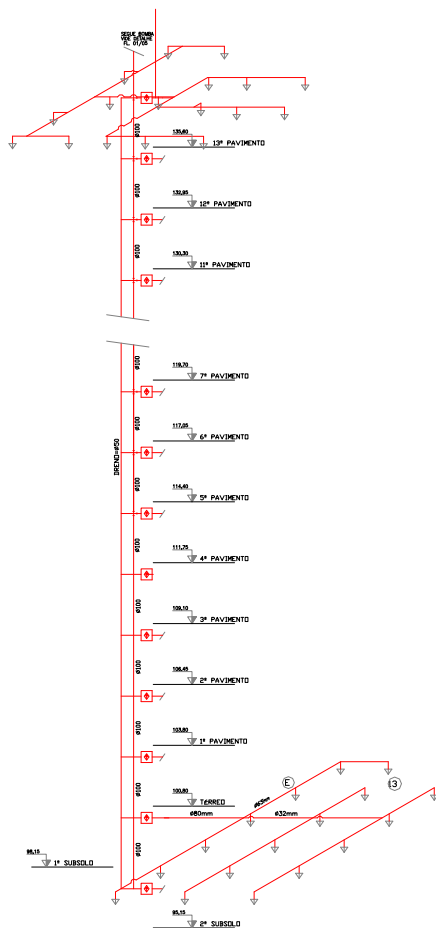 SEGUE BOMBA
VIDE DETALHE
FL. 01/05
Ø100
135,60
13º PAVIMENTO
Ø100
132,95
12º PAVIMENTO
Ø100
130,30
11º PAVIMENTO
Ø100
119,70
7º PAVIMENTO
Ø100
117,05
6º PAVIMENTO
DRENO=Ø50
Ø100
114,40
5º PAVIMENTO
Ø100
111,75
4º PAVIMENTO
Ø100
109,10
3º PAVIMENTO
Ø100
106,45
2º PAVIMENTO
Ø100
103,80
1º PAVIMENTO
E
13
Ø65mm
Ø100
100,80
TéRREO
Ø80mm
Ø32mm
Ø100
98,15
1º SUBSOLO
95,15
2º SUBSOLO